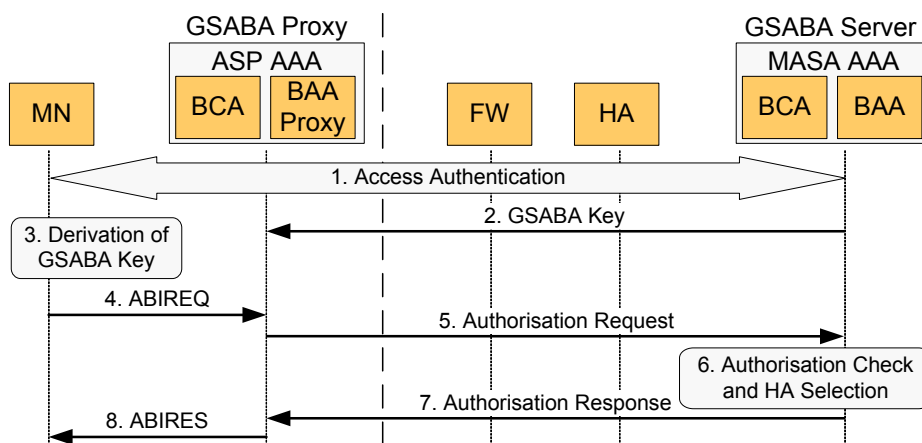 GSABA Proxy
GSABA Server
ASP AAA
MASA AAA
MN
BCA
BAA
Proxy
FW
HA
BCA
BAA
1. Access Authentication
2. GSABA Key
3. Derivation of
GSABA Key
4. ABIREQ
5. Authorisation Request
6. Authorisation Check
and HA Selection
7. Authorisation Response
8. ABIRES